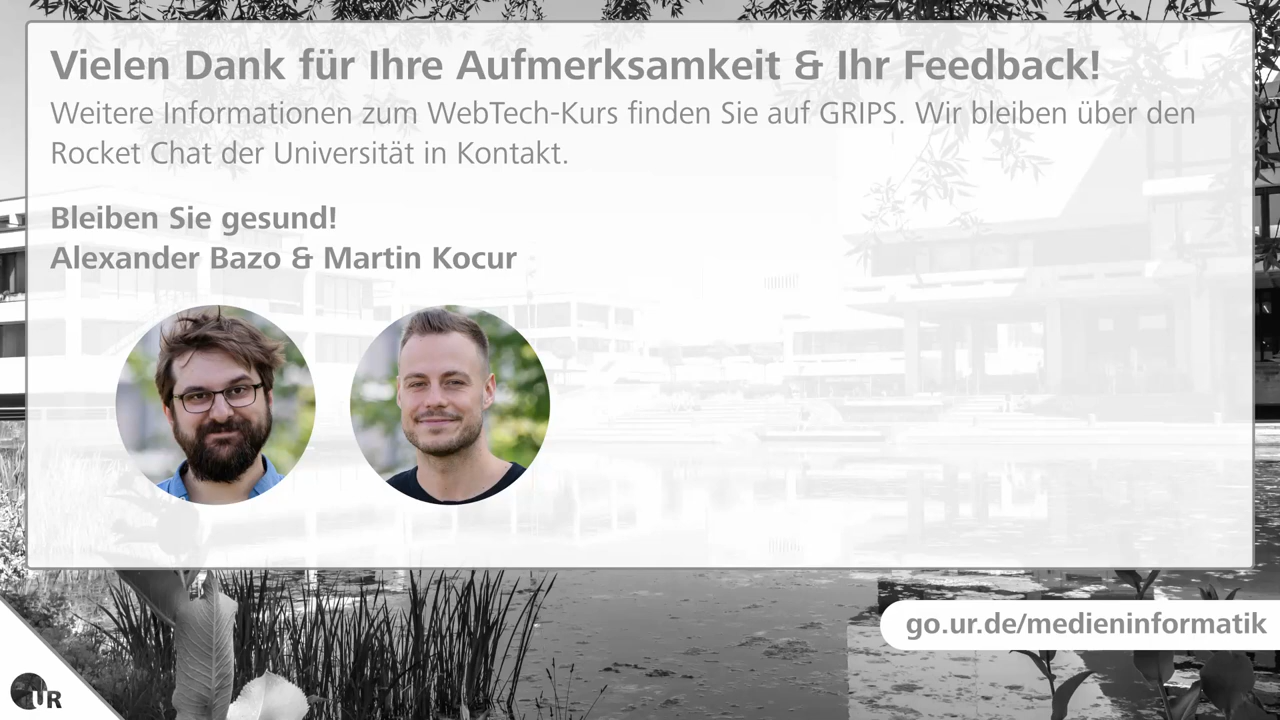 Vielen Dank für Ihre Aufmerksamkeit & Ihr Feedback!
Weitere Informationen zum WebTech-Kurs finden Sie auf GRIPS. Wir bleiben über den
Rocket Chat der Universität in Kontakt.
Bleiben Sie gesund!
Alexander Bazo & Martin Kocur
go.ur.de/medieninformatik
UR